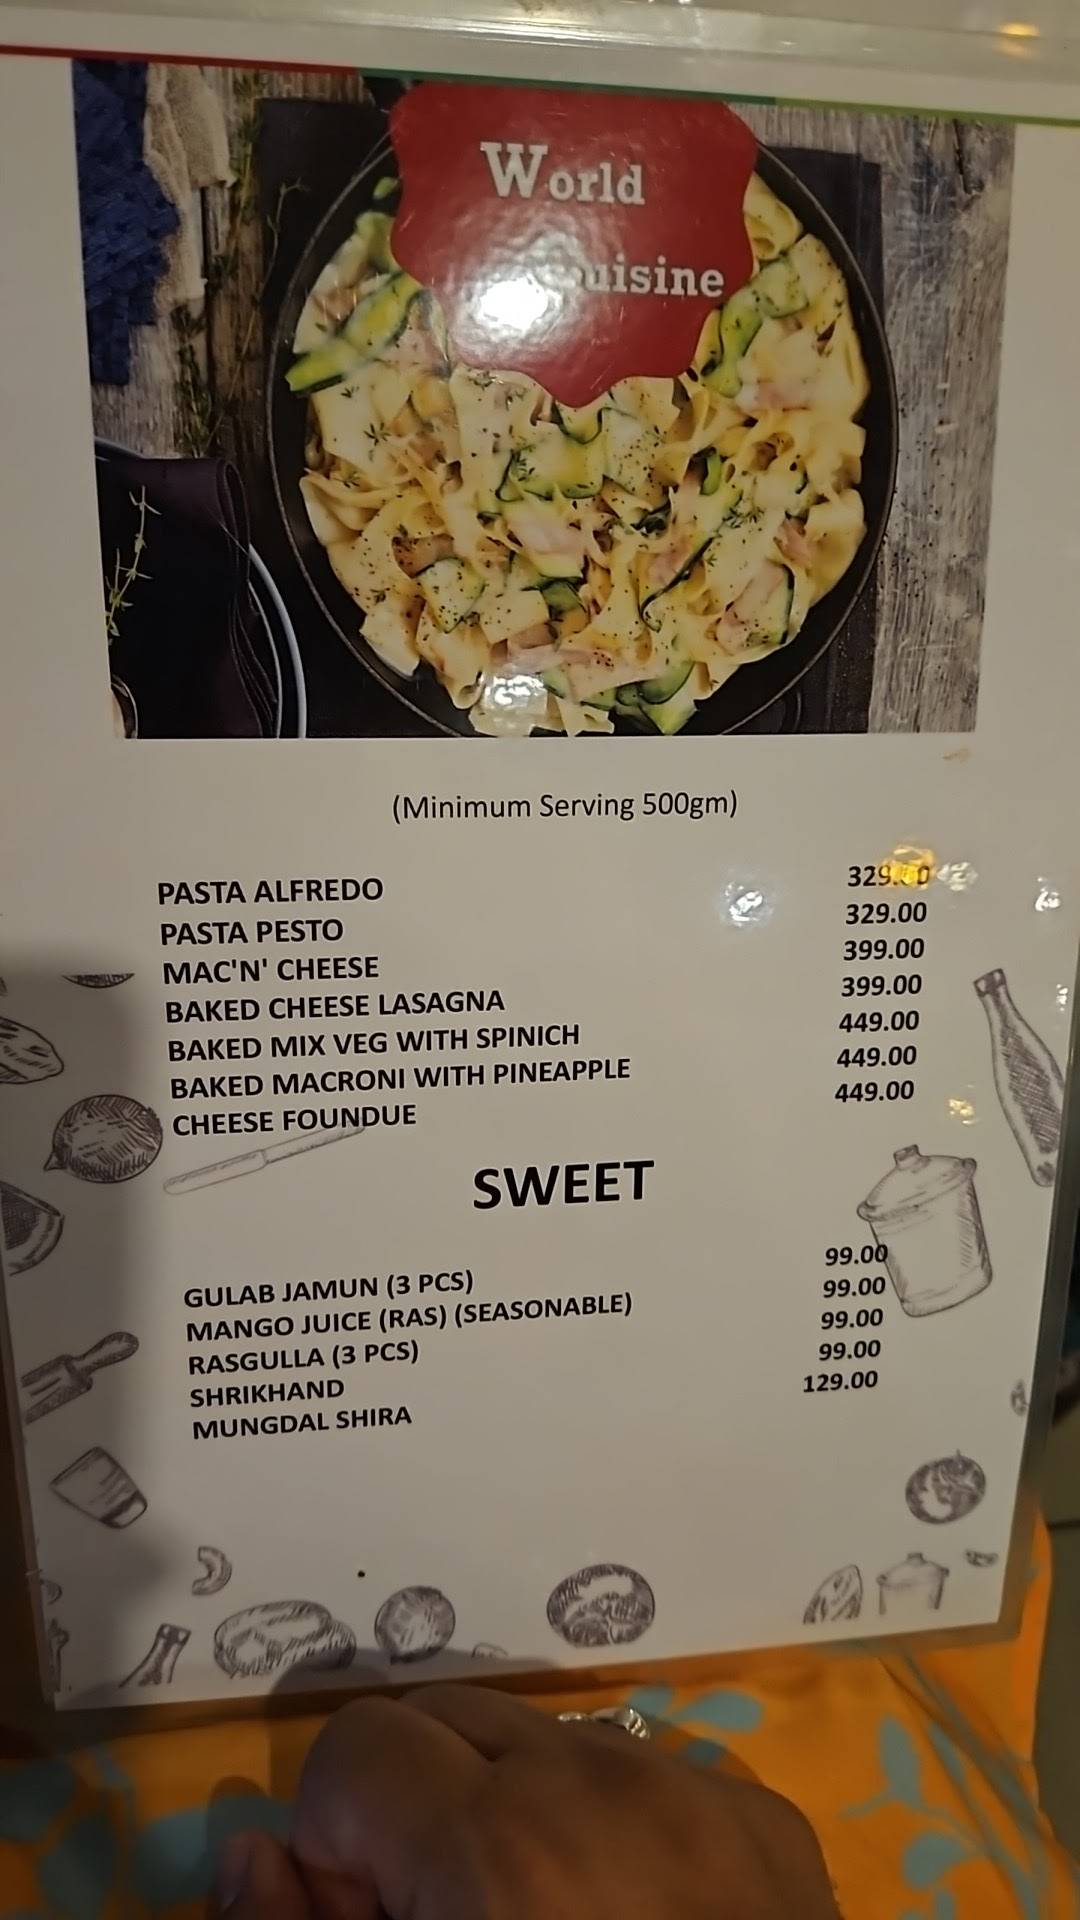 World
uisine
(Minimum Serving 500gm)
PASTA ALFREDO 329.00
PASTA PESTO 329.00
MAC'N' CHEESE 399.00
BAKED CHEESE LASAGNA 399.00
BAKED MIX VEG WITH SPINICH 449.00
BAKED MACRONI WITH PINEAPPLE 449.00
CHEESE FOUNDUE 449.00
SWEET
GULAB JAMUN (3 PCS) 99.00
MANGO JUICE (RAS) (SEASONABLE) 99.00
RASGULLA (3 PCS) 99.00
SHRIKHAND 99.00
MUNGDAL SHIRA 129.00